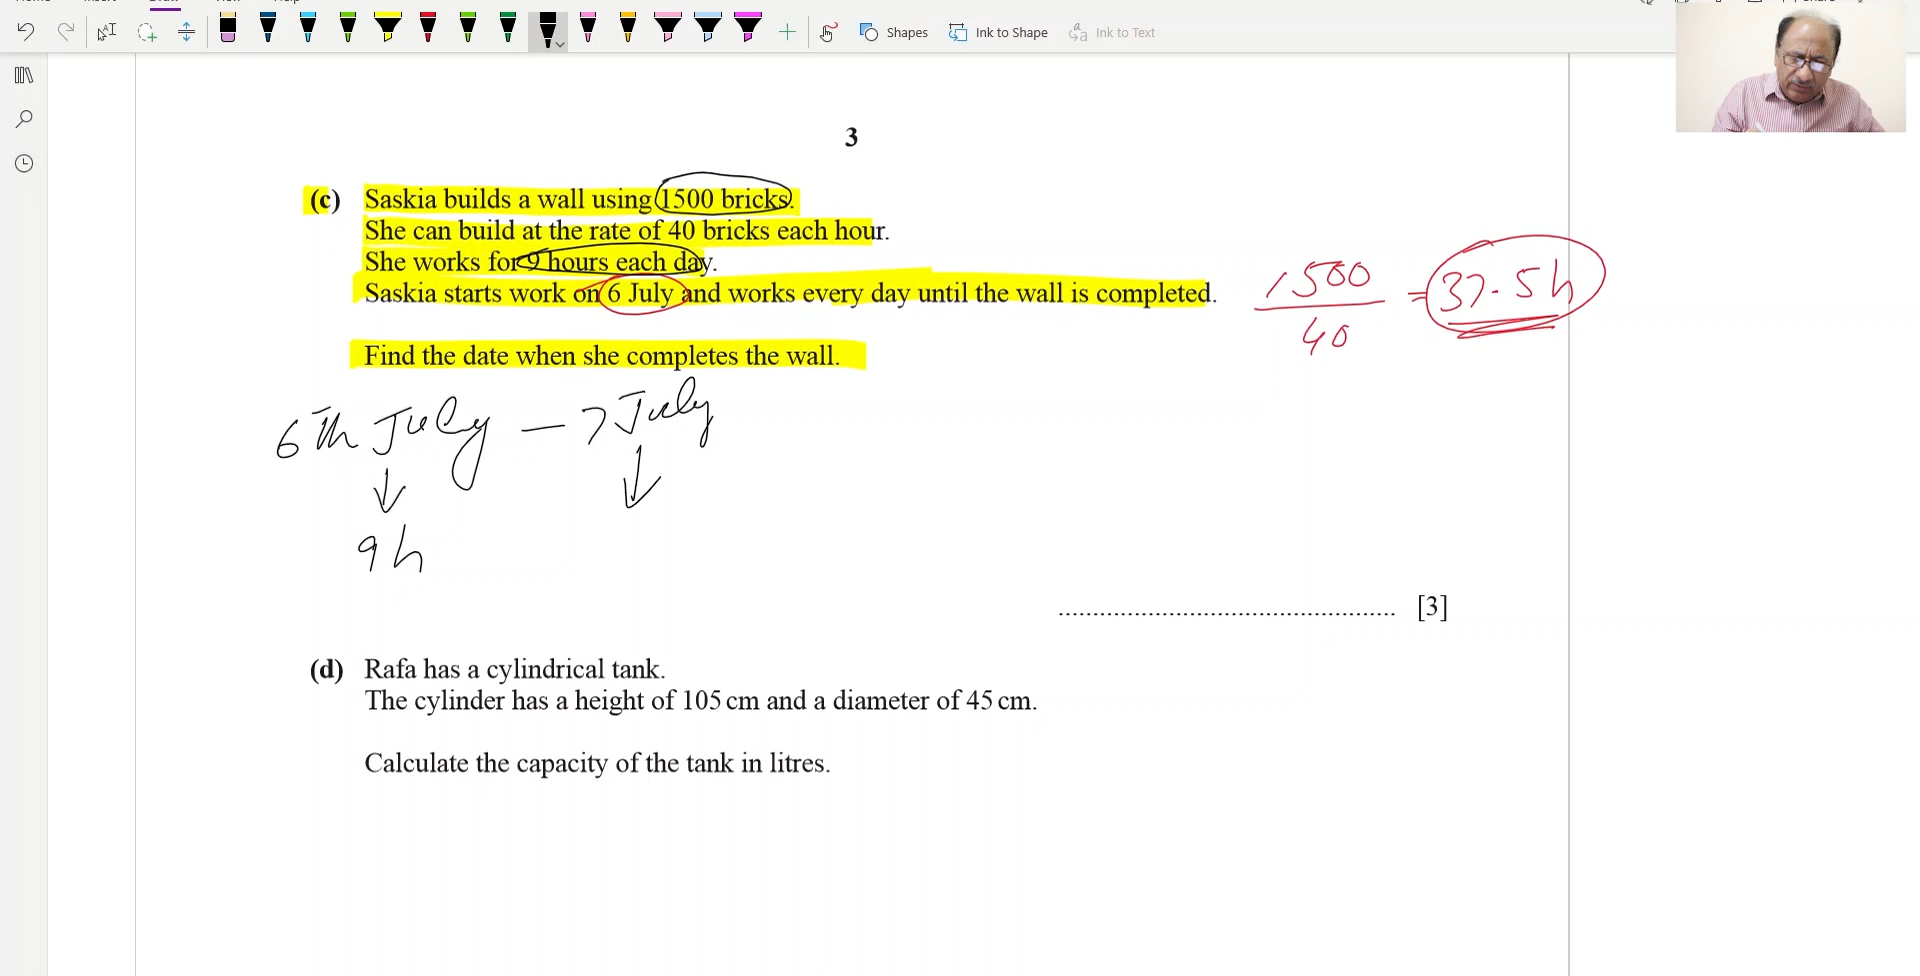 Shapes
Ink to Shape
Ink to Text
3
(c) Saskia builds a wall using 1500 bricks.
She can build at the rate of 40 bricks each hour.
She works for 9 hours each day.
Saskia starts work on 6 July and works every day until the wall is completed.
1500
40
= 37.5h
Find the date when she completes the wall.
6th July — 7 July
9h
................................................ [3]
(d) Rafa has a cylindrical tank.
The cylinder has a height of 105 cm and a diameter of 45 cm.
Calculate the capacity of the tank in litres.